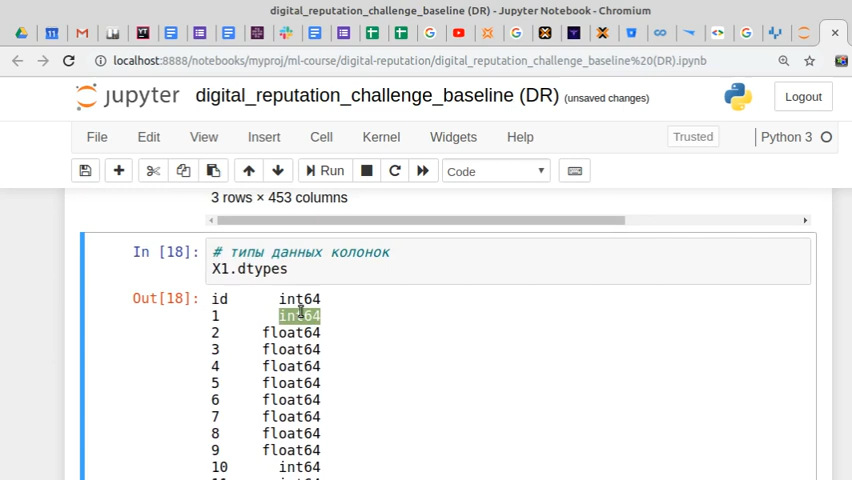 digital_reputation_challenge_baseline (DR) - Jupyter Notebook - Chromium
localhost:8888/notebooks/myproj/ml-course/digital-reputation/digital_reputation_challenge_baseline%20(DR).ipynb
jupyter digital_reputation_challenge_baseline (DR) (unsaved changes) Logout
File Edit View Insert Cell Kernel Widgets Help Trusted Python 3
Run Code
3 rows × 453 columns
In [18]: # типы данных колонок
X1.dtypes
Out[18]: id int64
1 int64
2 float64
3 float64
4 float64
5 float64
6 float64
7 float64
8 float64
9 float64
10 int64